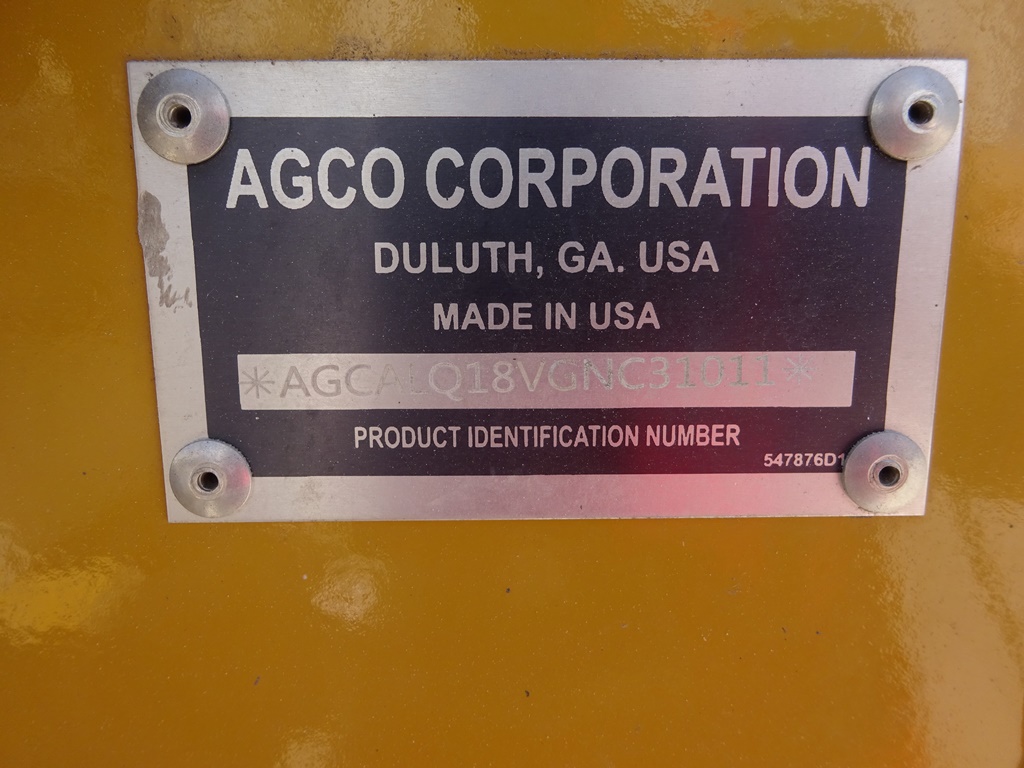 AGCO CORPORATION
DULUTH, GA. USA
MADE IN USA
*AGCALQ18VGNC31011*
PRODUCT IDENTIFICATION NUMBER
547876D1